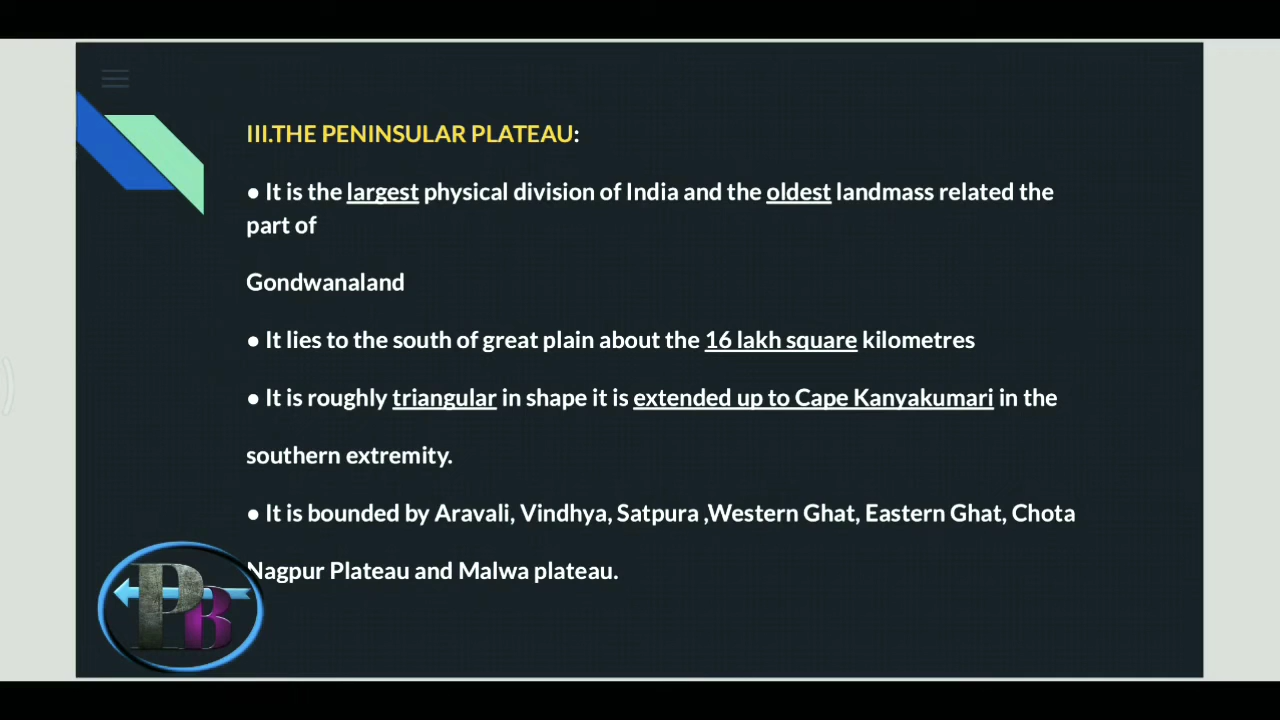 III.THE PENINSULAR PLATEAU:
● It is the largest physical division of India and the oldest landmass related the
part of
Gondwanaland
● It lies to the south of great plain about the 16 lakh square kilometres
● It is roughly triangular in shape it is extended up to Cape Kanyakumari in the
southern extremity.
● It is bounded by Aravali, Vindhya, Satpura ,Western Ghat, Eastern Ghat, Chota
Nagpur Plateau and Malwa plateau.
PB